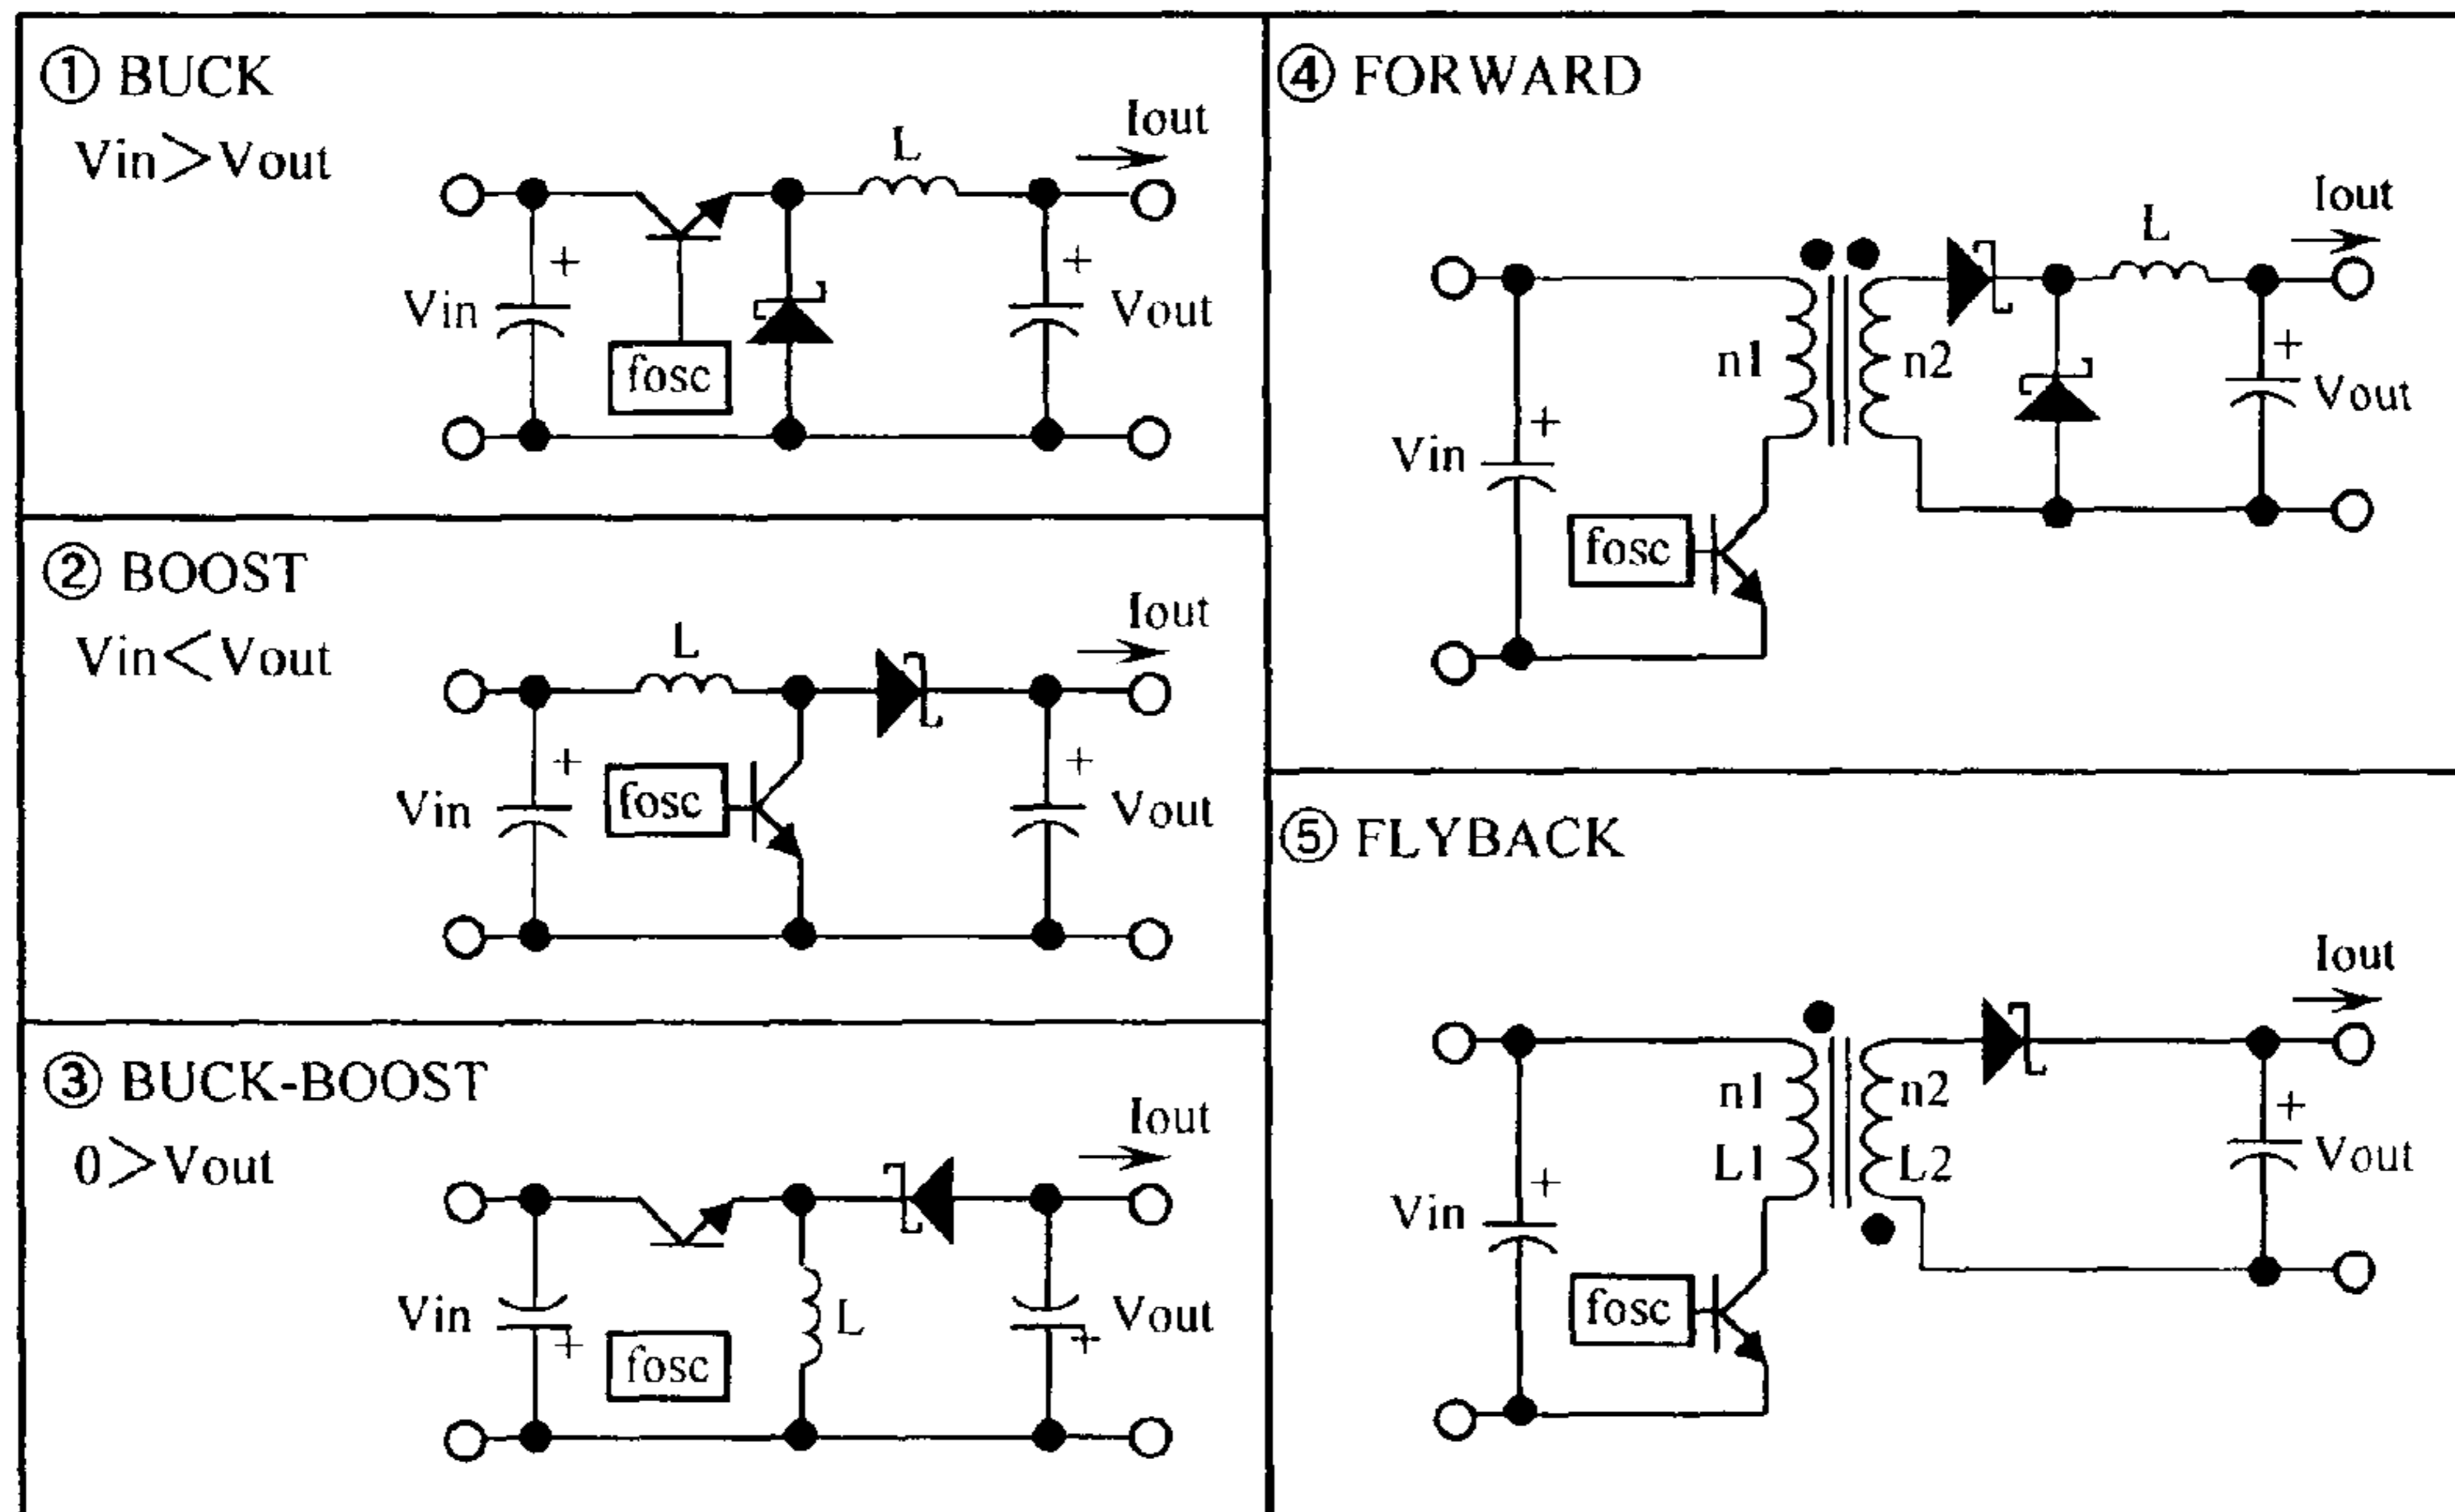 ① BUCK
Vin>Vout
Iout
L
Vin
+
fosc
+
Vout
② BOOST
Vin<Vout
Iout
L
Vin
+
fosc
+
Vout
③ BUCK-BOOST
0>Vout
Iout
Vin
+
fosc
L
+
Vout
④ FORWARD
Iout
L
n1
n2
+
Vout
Vin
+
fosc
⑤ FLYBACK
Iout
n1
n2
L1
L2
+
Vout
Vin
+
fosc